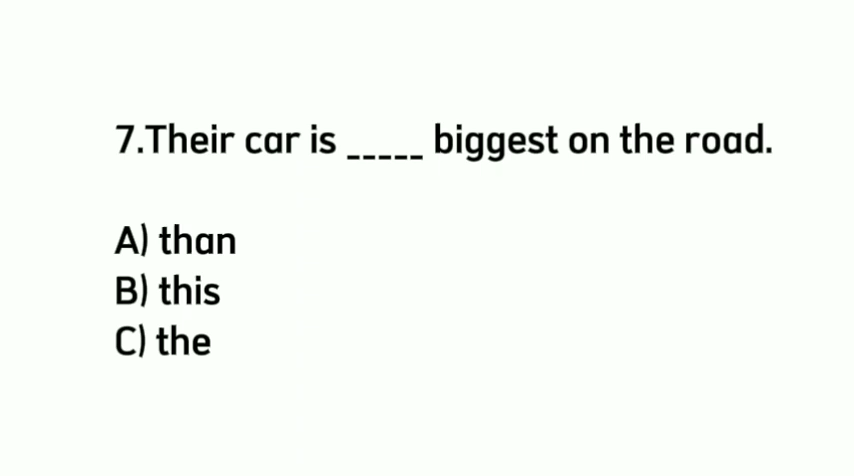 7.Their car is _____ biggest on the road.
A) than
B) this
C) the